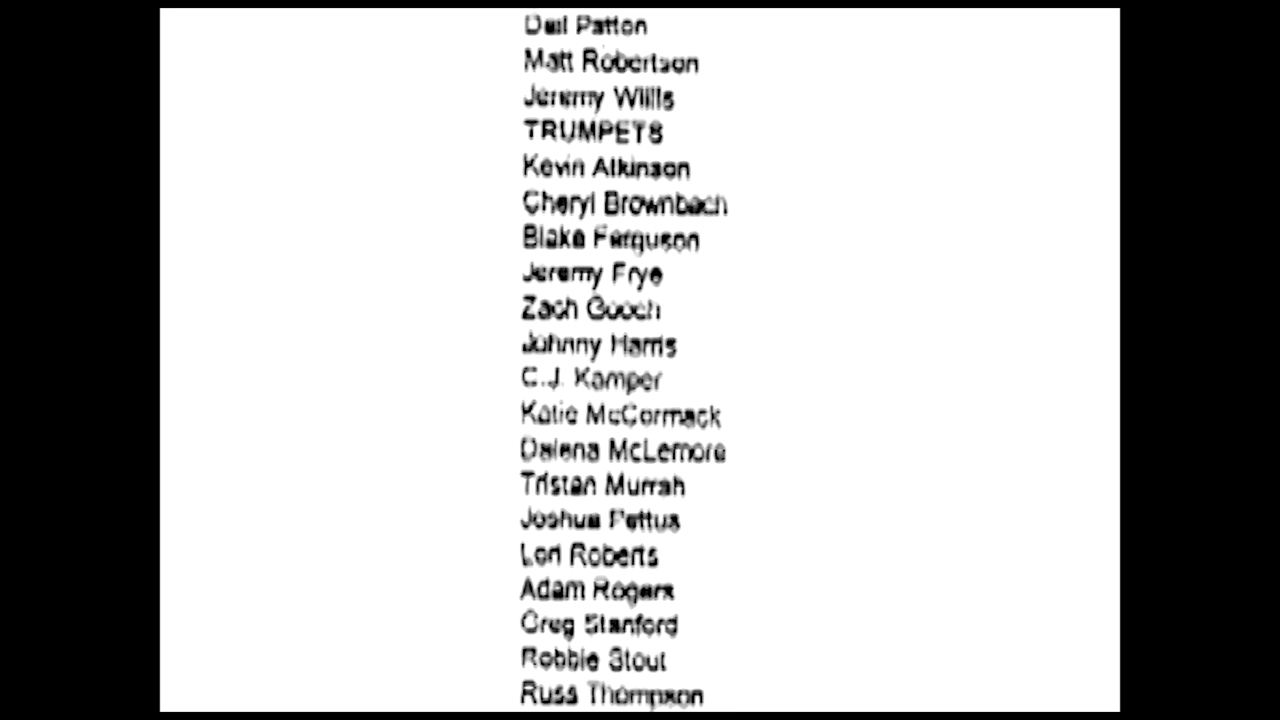 Patton
Matt Robertson
Jeremy Willis
TRUMPETS
Kevin Atkinson
Cheryl Brownbach
Blake Ferguson
Jeremy Frye
Zach Gooch
Johnny Harris
C.J. Kamper
Katie McCormack
Dalena McLemore
Tristan Murrah
Joshua Pettus
Lori Roberts
Adam Rogers
Greg Stanford
Robbie Stout
Russ Thompson